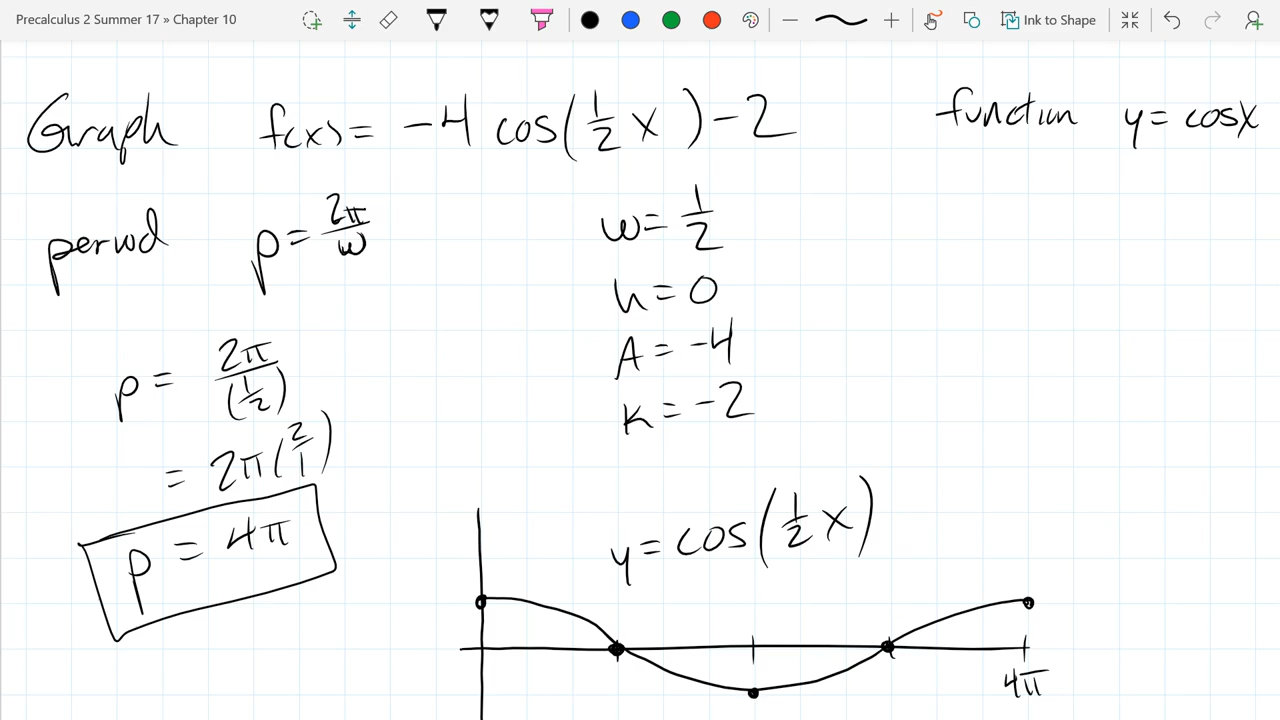 Precalculus 2 Summer 17 » Chapter 10
Ink to Shape
Graph f(x) = -4 cos(1/2 x) - 2
function y = cosx
period p = 2π/w
w = 1/2
h = 0
A = -4
K = -2
p = 2π/(1/2)
= 2π(2/1)
p = 4π
y = cos(1/2 x)
4π